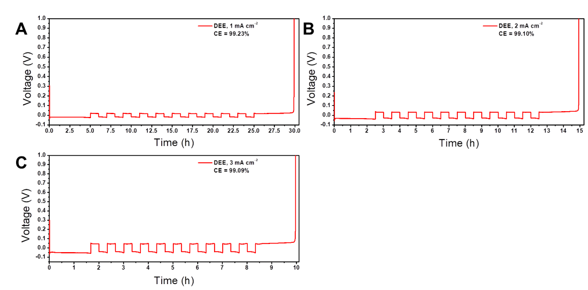 A
DEE, 1 mA cm⁻²
CE = 99.23%
Voltage (V)
1.0
0.9
0.8
0.7
0.6
0.5
0.4
0.3
0.2
0.1
0.0
-0.1
0.0 2.5 5.0 7.5 10.0 12.5 15.0 17.5 20.0 22.5 25.0 27.5 30.0
Time (h)
B
DEE, 2 mA cm⁻²
CE = 99.10%
Voltage (V)
1.0
0.9
0.8
0.7
0.6
0.5
0.4
0.3
0.2
0.1
0.0
-0.1
0 1 2 3 4 5 6 7 8 9 10 11 12 13 14 15
Time (h)
C
DEE, 3 mA cm⁻²
CE = 99.09%
Voltage (V)
1.0
0.9
0.8
0.7
0.6
0.5
0.4
0.3
0.2
0.1
0.0
-0.1
0 1 2 3 4 5 6 7 8 9 10
Time (h)